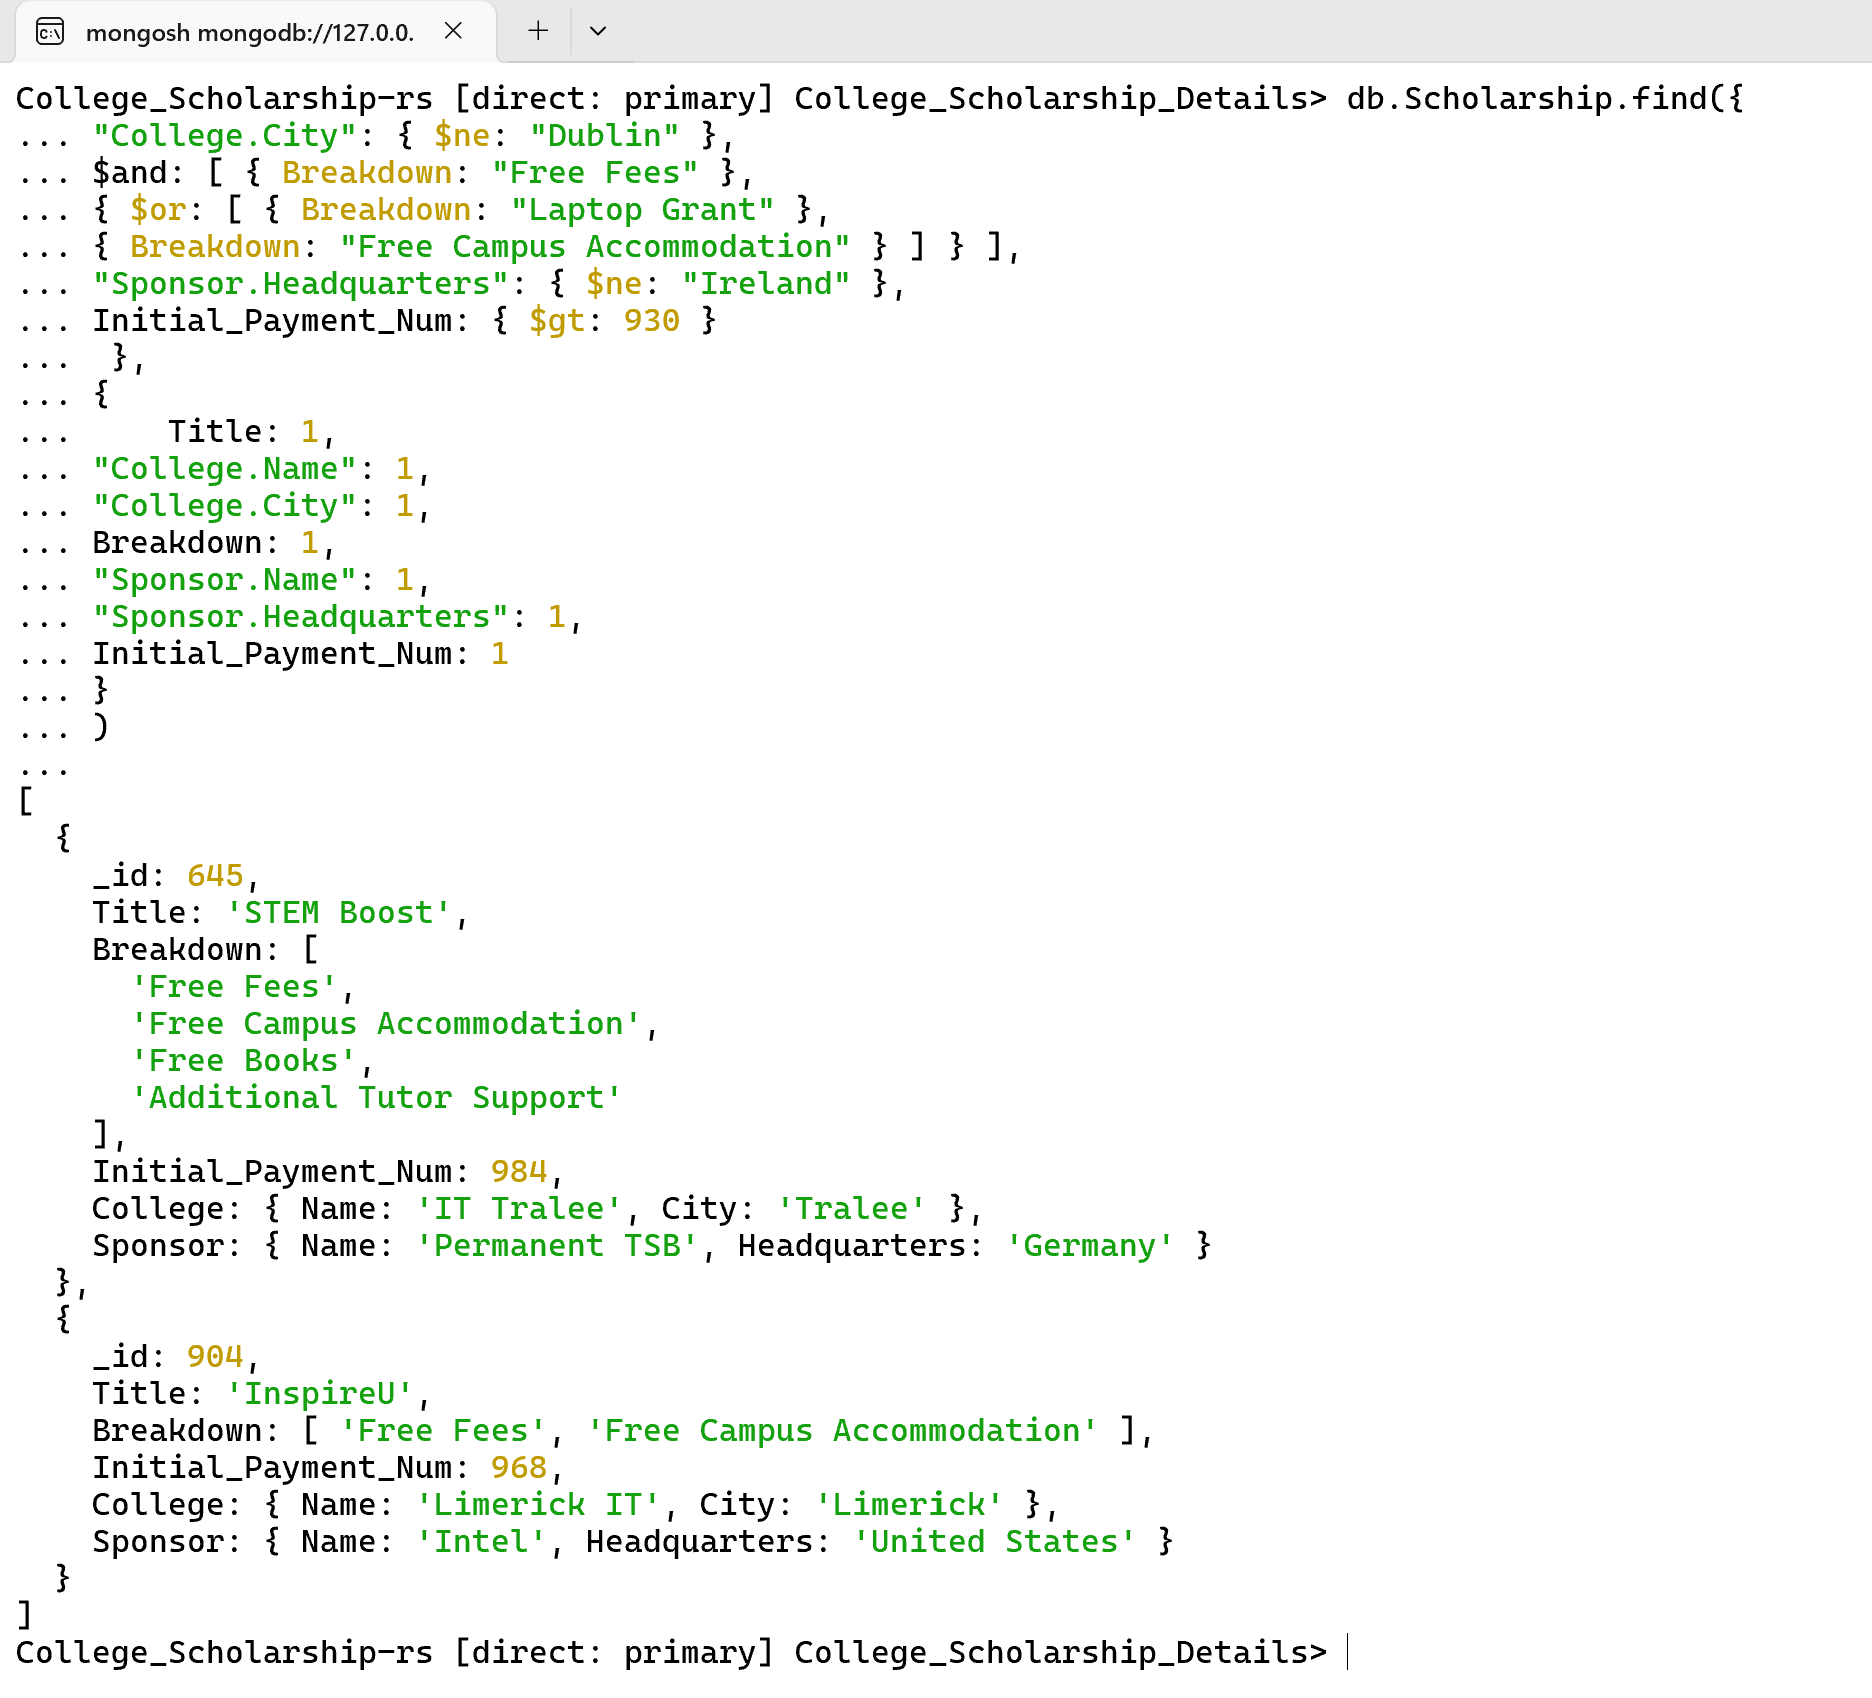 mongosh mongodb://127.0.0.
College_Scholarship-rs [direct: primary] College_Scholarship_Details> db.Scholarship.find({
... "College.City": { $ne: "Dublin" },
... $and: [ { Breakdown: "Free Fees" },
... { $or: [ { Breakdown: "Laptop Grant" },
... { Breakdown: "Free Campus Accommodation" } ] } ],
... "Sponsor.Headquarters": { $ne: "Ireland" },
... Initial_Payment_Num: { $gt: 930 }
...  },
... {
...     Title: 1,
... "College.Name": 1,
... "College.City": 1,
... Breakdown: 1,
... "Sponsor.Name": 1,
... "Sponsor.Headquarters": 1,
... Initial_Payment_Num: 1
... }
... )
...
[
  {
    _id: 645,
    Title: 'STEM Boost',
    Breakdown: [
      'Free Fees',
      'Free Campus Accommodation',
      'Free Books',
      'Additional Tutor Support'
    ],
    Initial_Payment_Num: 984,
    College: { Name: 'IT Tralee', City: 'Tralee' },
    Sponsor: { Name: 'Permanent TSB', Headquarters: 'Germany' }
  },
  {
    _id: 904,
    Title: 'InspireU',
    Breakdown: [ 'Free Fees', 'Free Campus Accommodation' ],
    Initial_Payment_Num: 968,
    College: { Name: 'Limerick IT', City: 'Limerick' },
    Sponsor: { Name: 'Intel', Headquarters: 'United States' }
  }
]
College_Scholarship-rs [direct: primary] College_Scholarship_Details>